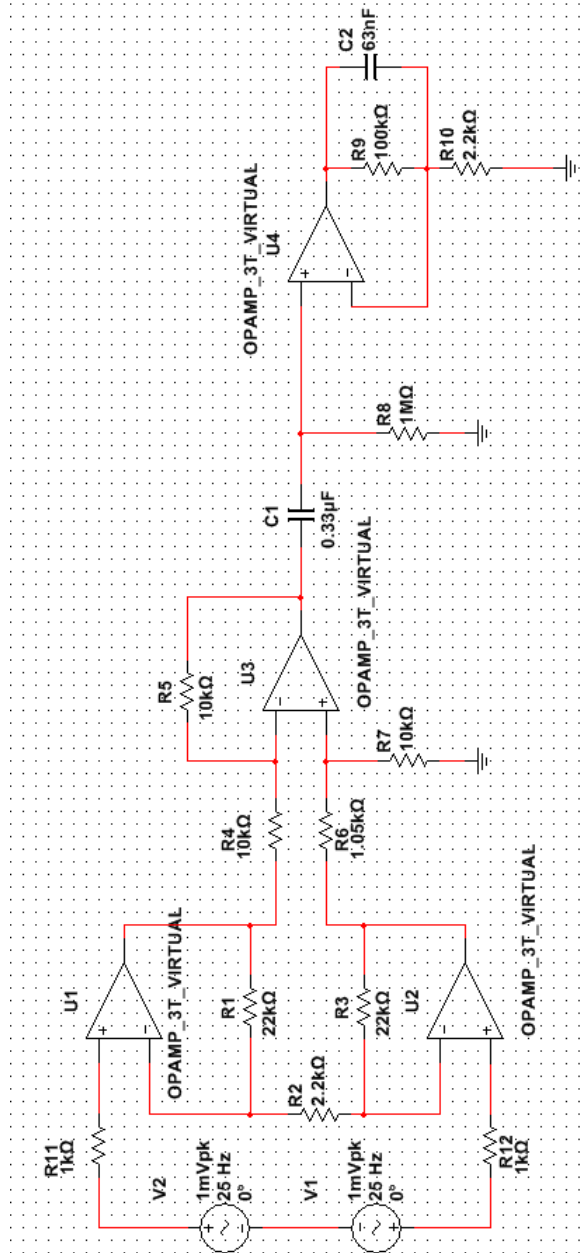 V2
1mVpk
25 Hz
0°
V1
1mVpk
25 Hz
0°
R11
1kΩ
R12
1kΩ
U1
OPAMP_3T_VIRTUAL
R1
22kΩ
R2
2.2kΩ
R3
22kΩ
U2
OPAMP_3T_VIRTUAL
R4
10kΩ
R6
1.05kΩ
R5
10kΩ
U3
OPAMP_3T_VIRTUAL
R7
10kΩ
C1
0.33µF
R8
1MΩ
OPAMP_3T_VIRTUAL
U4
C2
63nF
R9
100kΩ
R10
2.2kΩ